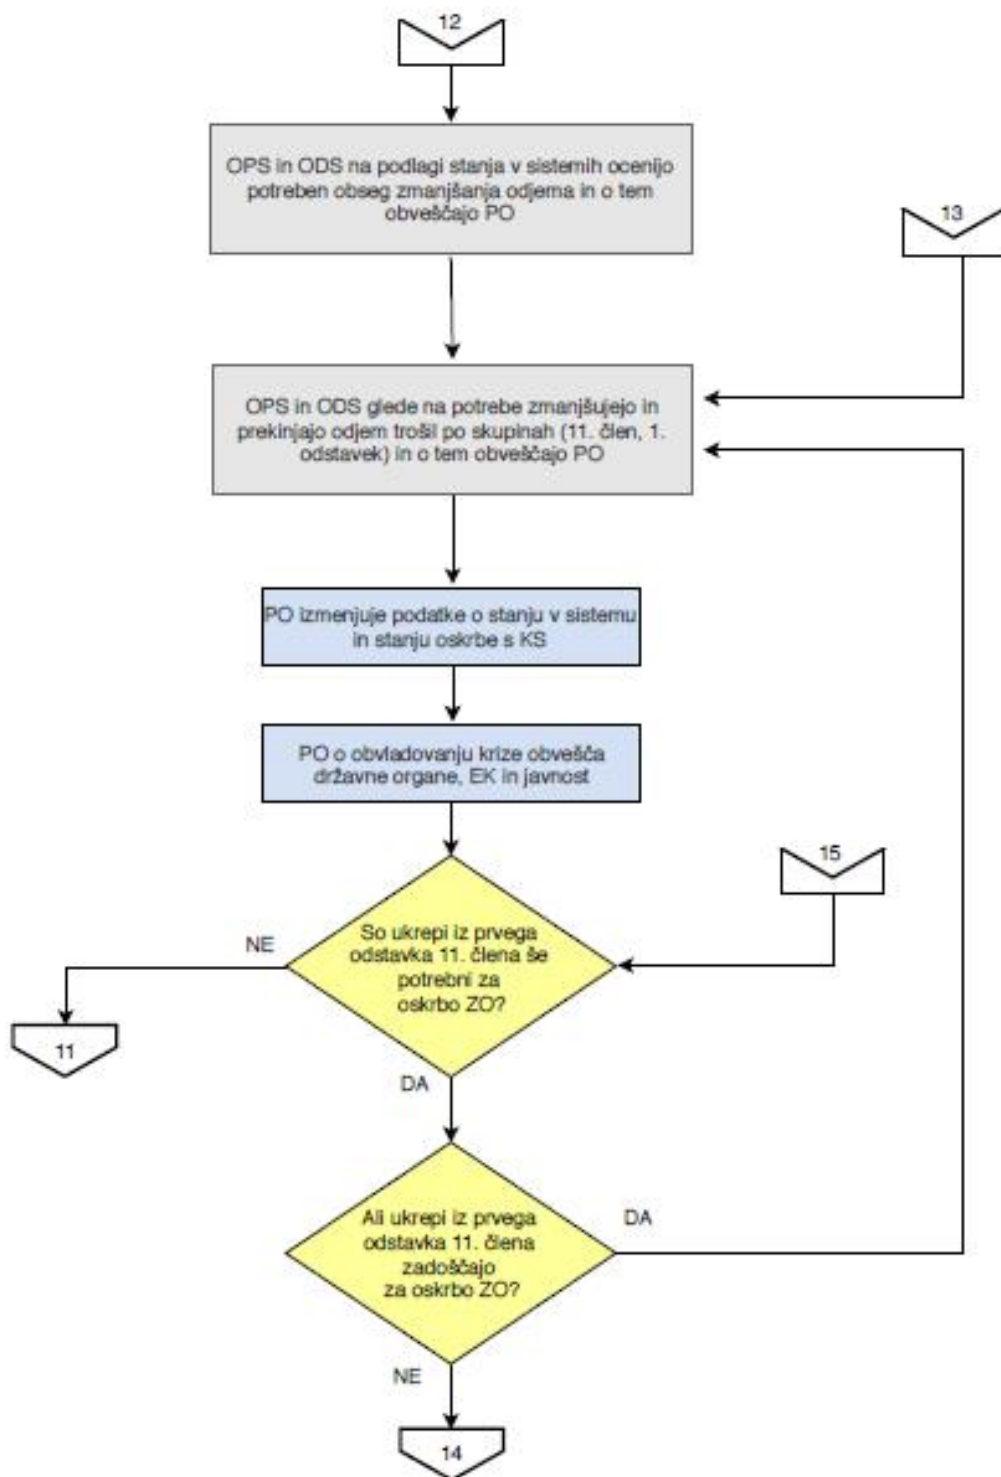 12
OPS in ODS na podlagi stanja v sistemih ocenijo
potreben obseg zmanjšanja odjema in o tem
obveščajo PO
13
OPS in ODS glede na potrebe zmanjšujejo in
prekinjajo odjem trošil po skupinah (11. člen, 1.
odstavek) in o tem obveščajo PO
PO izmenjuje podatke o stanju v sistemu
in stanju oskrbe s KS
PO o obvladovanju krize obvešča
državne organe, EK in javnost
15
NE
So ukrepi iz prvega
odstavka 11. člena še
potrebni za
oskrbo ZO?
11
DA
Ali ukrepi iz prvega
odstavka 11. člena
zadoščajo
za oskrbo ZO?
DA
NE
14